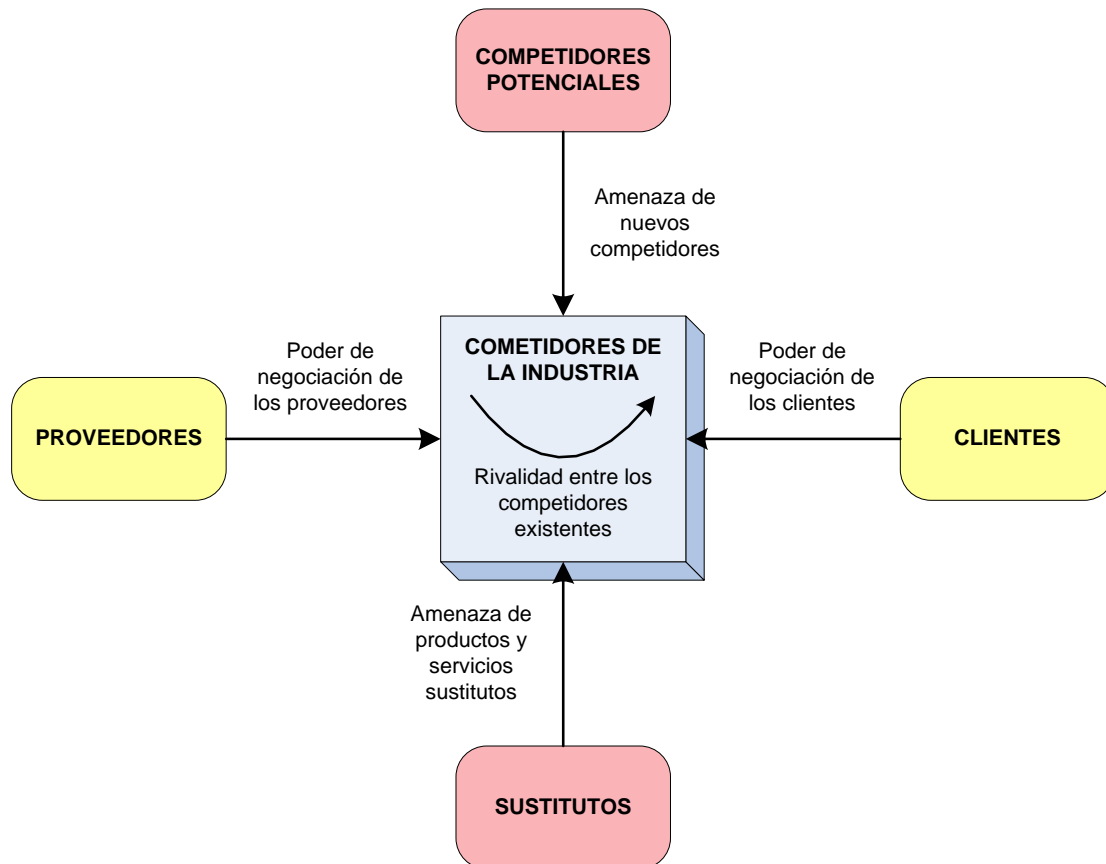 COMPETIDORES
POTENCIALES
Amenaza de
nuevos
competidores
COMETIDORES DE
LA INDUSTRIA
Rivalidad entre los
competidores
existentes
Poder de
negociación de
los proveedores
PROVEEDORES
Poder de
negociación de
los clientes
CLIENTES
Amenaza de
productos y
servicios
sustitutos
SUSTITUTOS